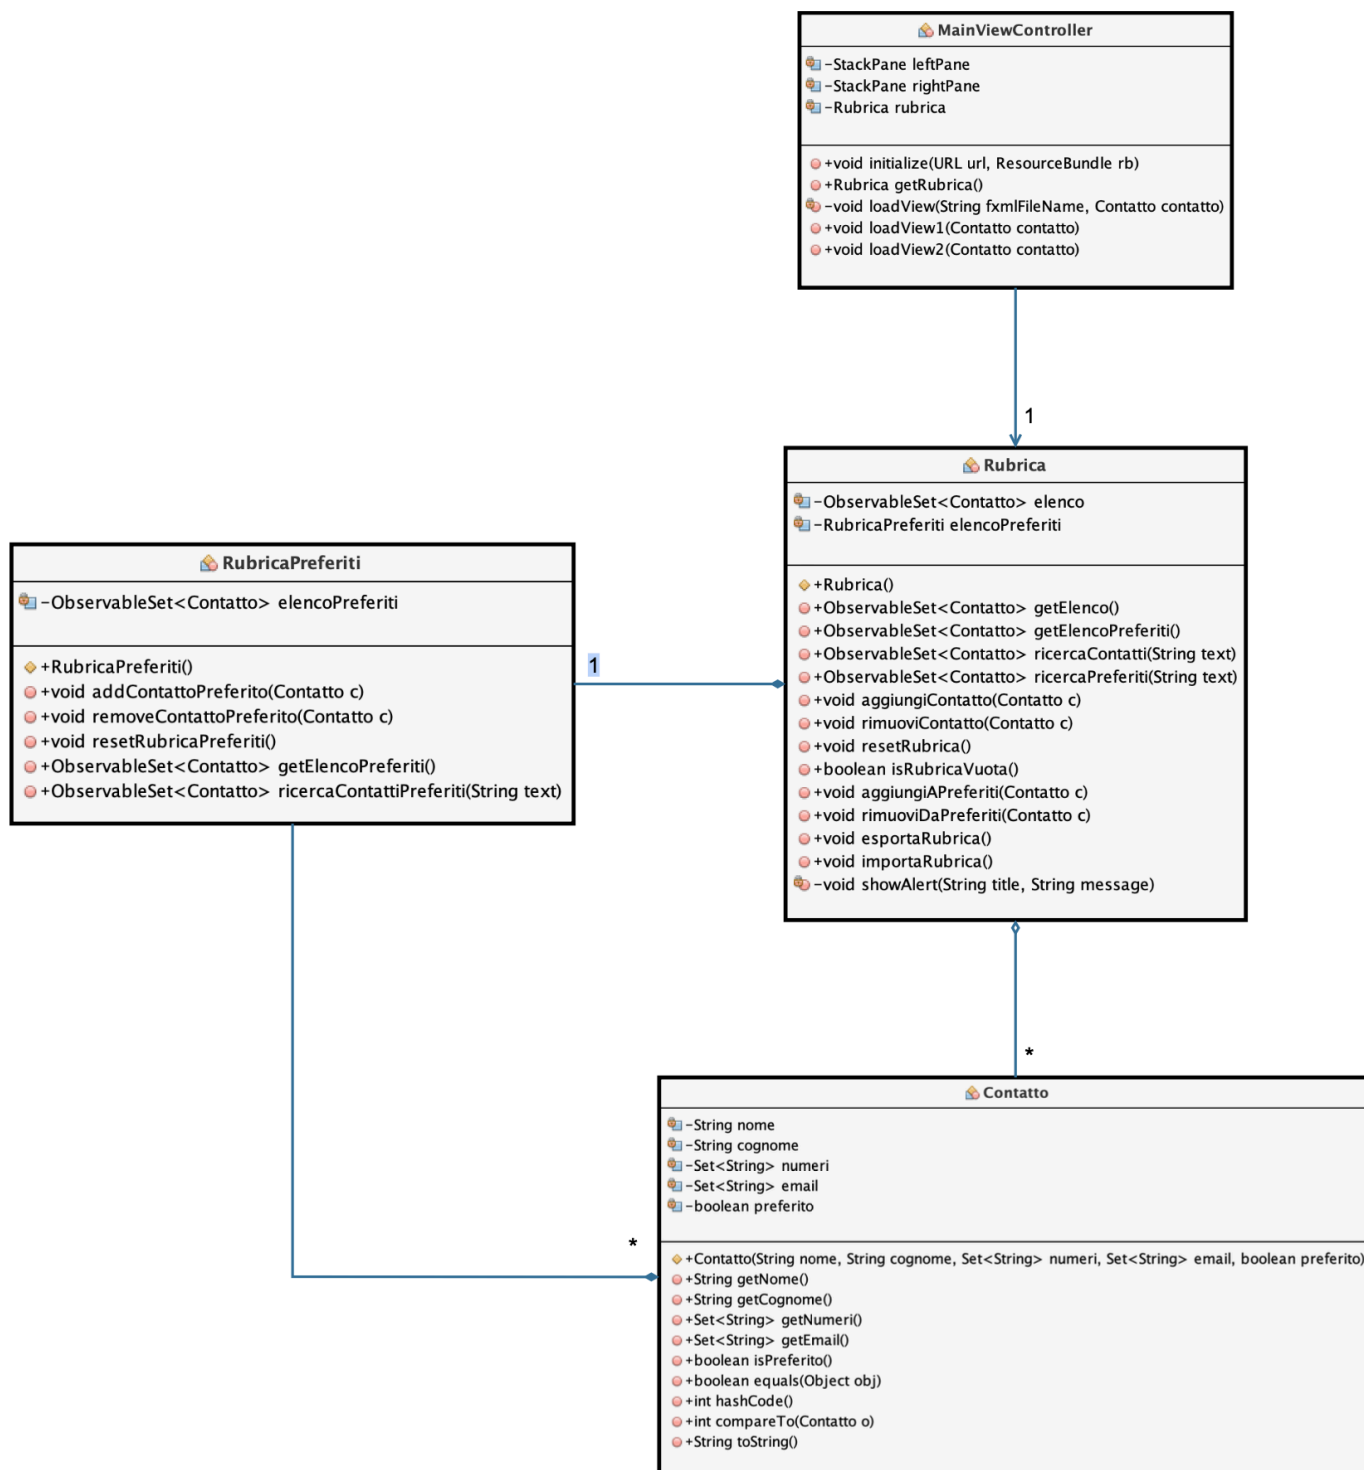 MainViewController
-StackPane leftPane
-StackPane rightPane
-Rubrica rubrica
+void initialize(URL url, ResourceBundle rb)
+Rubrica getRubrica()
-void loadView(String fxmlFileName, Contatto contatto)
+void loadView1(Contatto contatto)
+void loadView2(Contatto contatto)
1
Rubrica
-ObservableSet<Contatto> elenco
-RubricaPreferiti elencoPreferiti
+Rubrica()
+ObservableSet<Contatto> getElenco()
+ObservableSet<Contatto> getElencoPreferiti()
+ObservableSet<Contatto> ricercaContatti(String text)
+ObservableSet<Contatto> ricercaPreferiti(String text)
+void aggiungiContatto(Contatto c)
+void rimuoviContatto(Contatto c)
+void resetRubrica()
+boolean isRubricaVuota()
+void aggiungiAPreferiti(Contatto c)
+void rimuoviDaPreferiti(Contatto c)
+void esportaRubrica()
+void importaRubrica()
-void showAlert(String title, String message)
RubricaPreferiti
-ObservableSet<Contatto> elencoPreferiti
+RubricaPreferiti()
+void addContattoPreferito(Contatto c)
+void removeContattoPreferito(Contatto c)
+void resetRubricaPreferiti()
+ObservableSet<Contatto> getElencoPreferiti()
+ObservableSet<Contatto> ricercaContattiPreferiti(String text)
1
*
*
Contatto
-String nome
-String cognome
-Set<String> numeri
-Set<String> email
-boolean preferito
+Contatto(String nome, String cognome, Set<String> numeri, Set<String> email, boolean preferito)
+String getNome()
+String getCognome()
+Set<String> getNumeri()
+Set<String> getEmail()
+boolean isPreferito()
+boolean equals(Object obj)
+int hashCode()
+int compareTo(Contatto o)
+String toString()